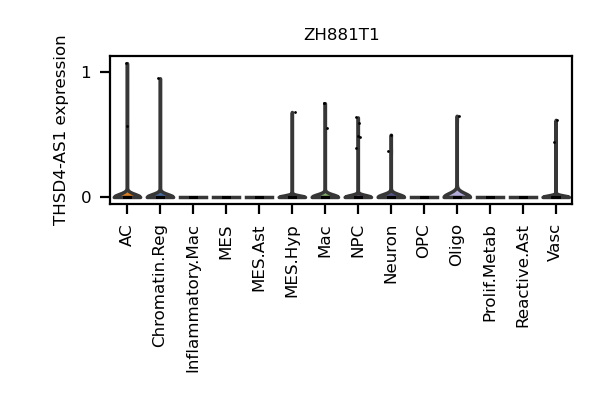 ZH881T1
THSD4-AS1 expression
1
0
AC
Chromatin.Reg
Inflammatory.Mac
MES
MES.Ast
MES.Hyp
Mac
NPC
Neuron
OPC
Oligo
Prolif.Metab
Reactive.Ast
Vasc